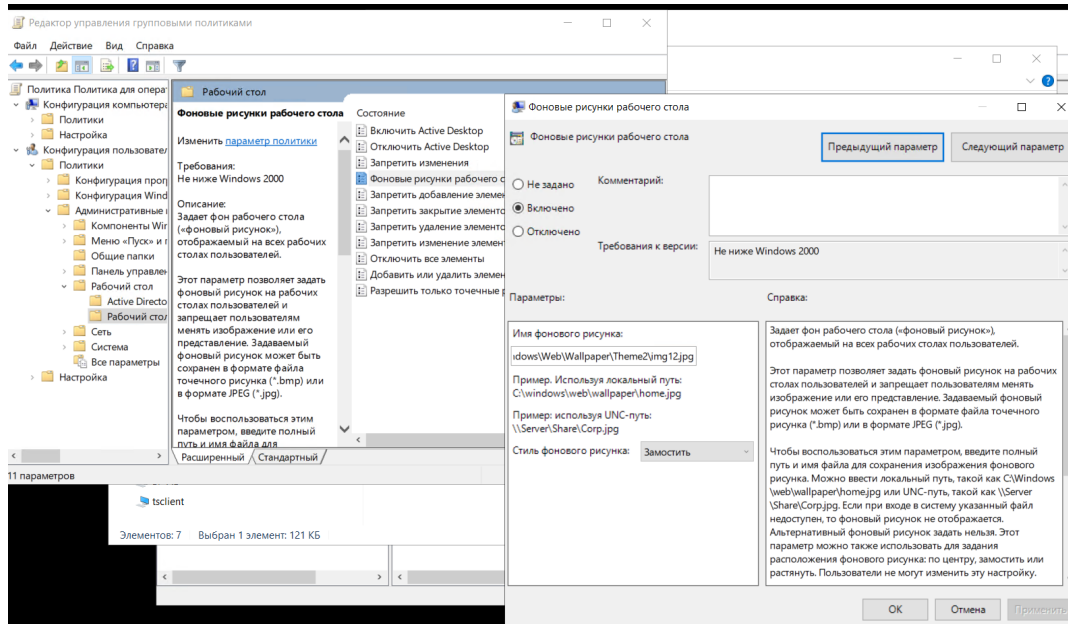 Редактор управления групповыми политиками
Файл Действие Вид Справка
Политика Политика для опера
Конфигурация компьютера
Политики
Настройка
Конфигурация пользовател
Политики
Конфигурация прог
Конфигурация Wind
Административные
Компоненты Wir
Меню «Пуск» и г
Общие папки
Панель управлен
Рабочий стол
Active Directo
Рабочий стол
Сеть
Система
Все параметры
Настройка
11 параметров
Рабочий стол
Фоновые рисунки рабочего стола
Изменить параметр политики
Требования:
Не ниже Windows 2000
Описание:
Задает фон рабочего стола
(«фоновый рисунок»),
отображаемый на всех рабочих
столах пользователей.
Этот параметр позволяет задать
фоновый рисунок на рабочих
столах пользователей и
запрещает пользователям
менять изображение или его
представление. Задаваемый
фоновый рисунок может быть
сохранен в формате файла
точечного рисунка (*.bmp) или
в формате JPEG (*.jpg).
Чтобы воспользоваться этим
параметром, введите полный
путь и имя файла для
Состояние
Включить Active Desktop
Отключить Active Desktop
Запретить изменения
Фоновые рисунки рабочего с
Запретить добавление элемен
Запретить закрытие элементо
Запретить удаление элементо
Запретить изменение элемен
Отключить все элементы
Добавить или удалить элемен
Разрешить только точечные р
Расширенный Стандартный
tsclient
Элементов: 7 Выбран 1 элемент: 121 КБ
Фоновые рисунки рабочего стола
Фоновые рисунки рабочего стола
Предыдущий параметр Следующий параметр
Не задано
Включено
Отключено
Комментарий:
Требования к версии:
Не ниже Windows 2000
Параметры:
Справка:
Имя фонового рисунка:
ndows\Web\Wallpaper\Theme2\img12.jpg
Пример. Используя локальный путь:
C:\windows\web\wallpaper\home.jpg
Пример: используя UNC-путь:
\\Server\Share\Corp.jpg
Стиль фонового рисунка: Замостить
Задает фон рабочего стола («фоновый рисунок»),
отображаемый на всех рабочих столах пользователей.
Этот параметр позволяет задать фоновый рисунок на рабочих
столах пользователей и запрещает пользователям менять
изображение или его представление. Задаваемый фоновый
рисунок может быть сохранен в формате файла точечного
рисунка (*.bmp) или в формате JPEG (*.jpg).
Чтобы воспользоваться этим параметром, введите полный
путь и имя файла для сохранения изображения фонового
рисунка. Можно ввести локальный путь, такой как C:\Windows
\web\wallpaper\home.jpg или UNC-путь, такой как \\Server
\Share\Corp.jpg. Если при входе в систему указанный файл
недоступен, то фоновый рисунок не отображается.
Альтернативный фоновый рисунок задать нельзя. Этот
параметр можно также использовать для задания
расположения фонового рисунка: по центру, замостить или
растянуть. Пользователи не могут изменить эту настройку.
ОК Отмена Применить